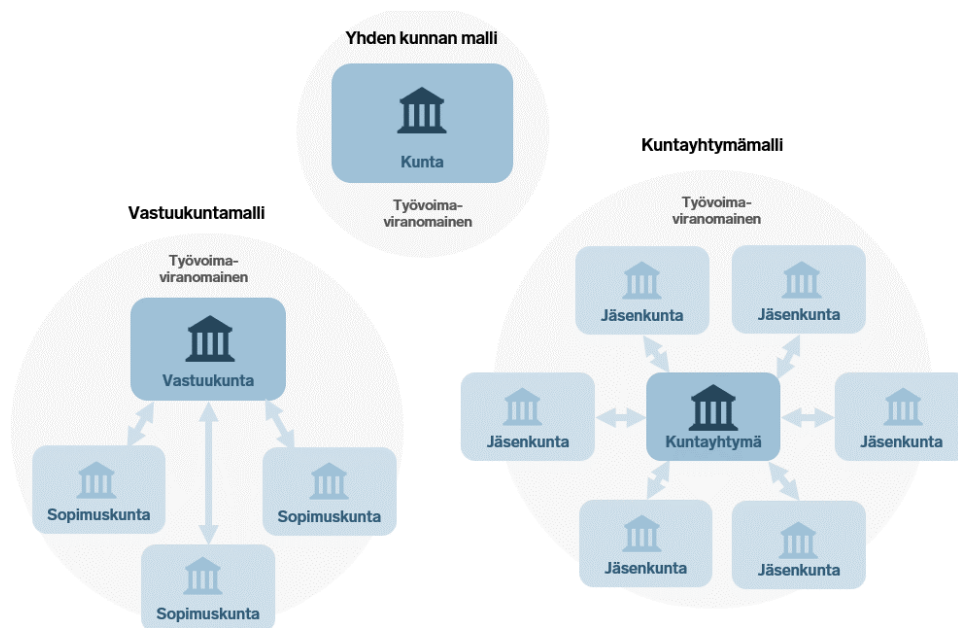 Yhden kunnan malli
Kunta
Työvoima-
viranomainen
Vastuukuntamalli
Työvoima-
viranomainen
Vastuukunta
Sopimuskunta
Sopimuskunta
Sopimuskunta
Kuntayhtymämalli
Työvoima-
viranomainen
Jäsenkunta
Jäsenkunta
Jäsenkunta
Kuntayhtymä
Jäsenkunta
Jäsenkunta
Jäsenkunta